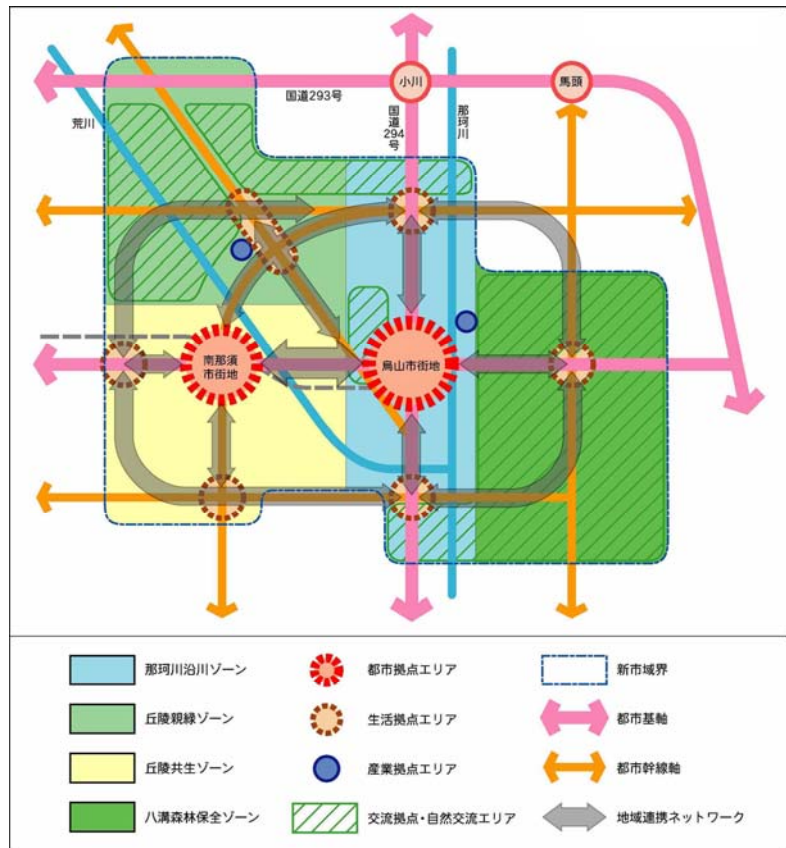 小川
馬頭
国道293号
荒川
国道294号
那珂川
南那須
市街地
烏山市街地
那珂川沿川ゾーン
都市拠点エリア
新市域界
丘陵親緑ゾーン
生活拠点エリア
都市基軸
丘陵共生ゾーン
産業拠点エリア
都市幹線軸
八溝森林保全ゾーン
交流拠点・自然交流エリア
地域連携ネットワーク